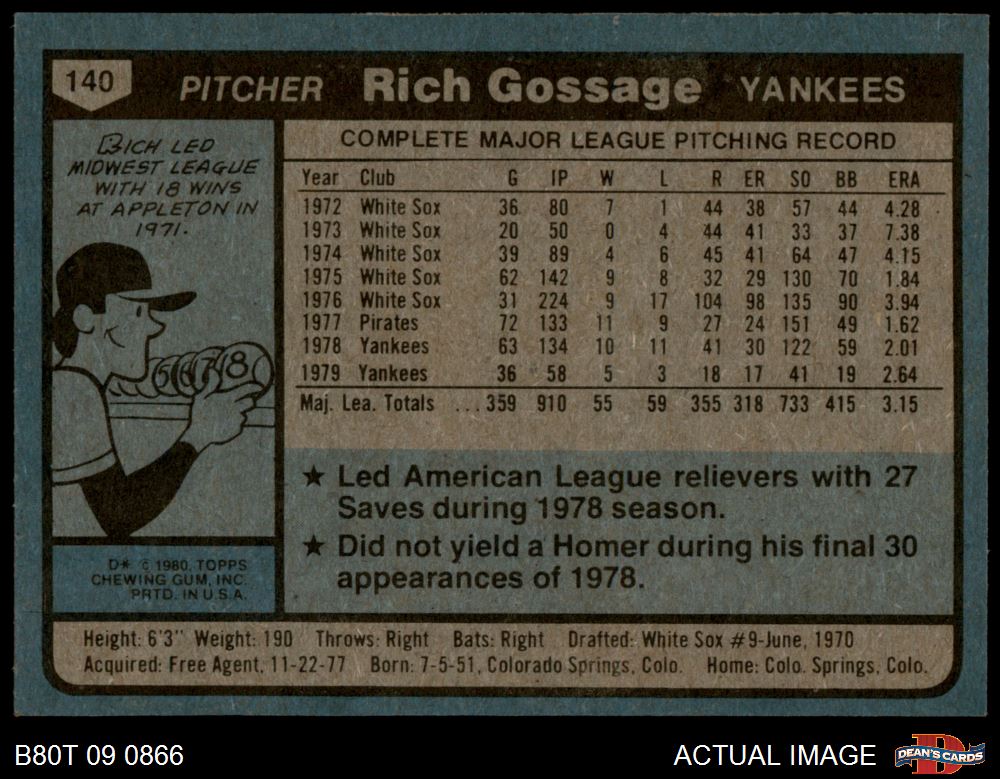 140 PITCHER Rich Gossage YANKEES
RICH LED
MIDWEST LEAGUE
WITH 18 WINS
AT APPLETON IN
1971.
5 6 7 8
D* © 1980, TOPPS
CHEWING GUM, INC.
PRTD. IN U.S.A.
COMPLETE MAJOR LEAGUE PITCHING RECORD
Year Club G IP W L R ER SO BB ERA
1972 White Sox 36 80 7 1 44 38 57 44 4.28
1973 White Sox 20 50 0 4 44 41 33 37 7.38
1974 White Sox 39 89 4 6 45 41 64 47 4.15
1975 White Sox 62 142 9 8 32 29 130 70 1.84
1976 White Sox 31 224 9 17 104 98 135 90 3.94
1977 Pirates 72 133 11 9 27 24 151 49 1.62
1978 Yankees 63 134 10 11 41 30 122 59 2.01
1979 Yankees 36 58 5 3 18 17 41 19 2.64
Maj. Lea. Totals ...359 910 55 59 355 318 733 415 3.15
★ Led American League relievers with 27
Saves during 1978 season.
★ Did not yield a Homer during his final 30
appearances of 1978.
Height: 6'3" Weight: 190 Throws: Right Bats: Right Drafted: White Sox #9-June, 1970
Acquired: Free Agent, 11-22-77 Born: 7-5-51, Colorado Springs, Colo. Home: Colo. Springs, Colo.
B80T 09 0866 ACTUAL IMAGE DEAN'S CARDS